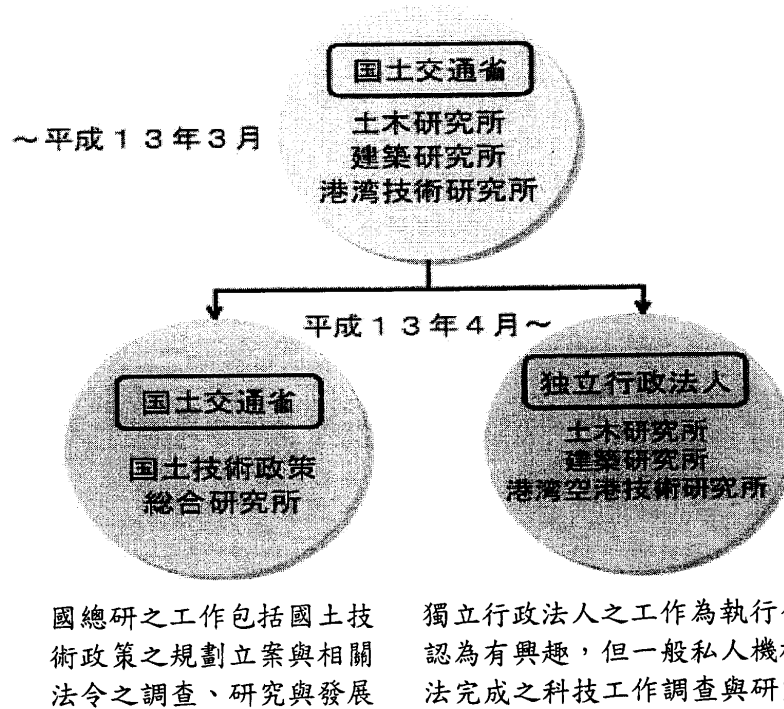 国土交通省
土木研究所
建築研究所
港湾技術研究所
～平成１３年３月
平成１３年４月～
国土交通省
国土技術政策
総合研究所
独立行政法人
土木研究所
建築研究所
港湾空港技術研究所
國總研之工作包括國土技
術政策之規劃立案與相關
法令之調查、研究與發展
獨立行政法人之工作為執行
認為有興趣，但一般私人機
法完成之科技工作調查與研